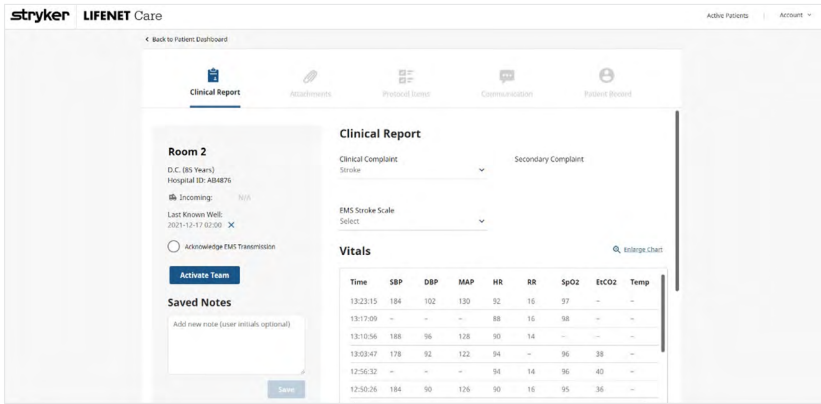 stryker LIFENET Care
Active Patients | Account
Back to Patient Dashboard
Clinical Report Attachments Protocol Items Communication Patient Record
Room 2
D.C. (85 Years)
Hospital ID: AB4876
Incoming: N/A
Last Known Well:
2021-12-17 02:00
Acknowledge EMS Transmission
Activate Team
Saved Notes
Add new note (user initials optional)
Save
Clinical Report
Clinical Complaint Secondary Complaint
Stroke
EMS Stroke Scale
Select
Vitals Enlarge Chart
Time SBP DBP MAP HR RR SpO2 EtCO2 Temp
13:23:15 184 102 130 92 16 97 – –
13:17:09 – – – 88 16 98 – –
13:10:56 188 96 128 90 14 – – –
13:03:47 178 92 122 94 – 96 38 –
12:56:32 – – – 94 14 96 40 –
12:50:26 184 90 126 90 16 95 36 –